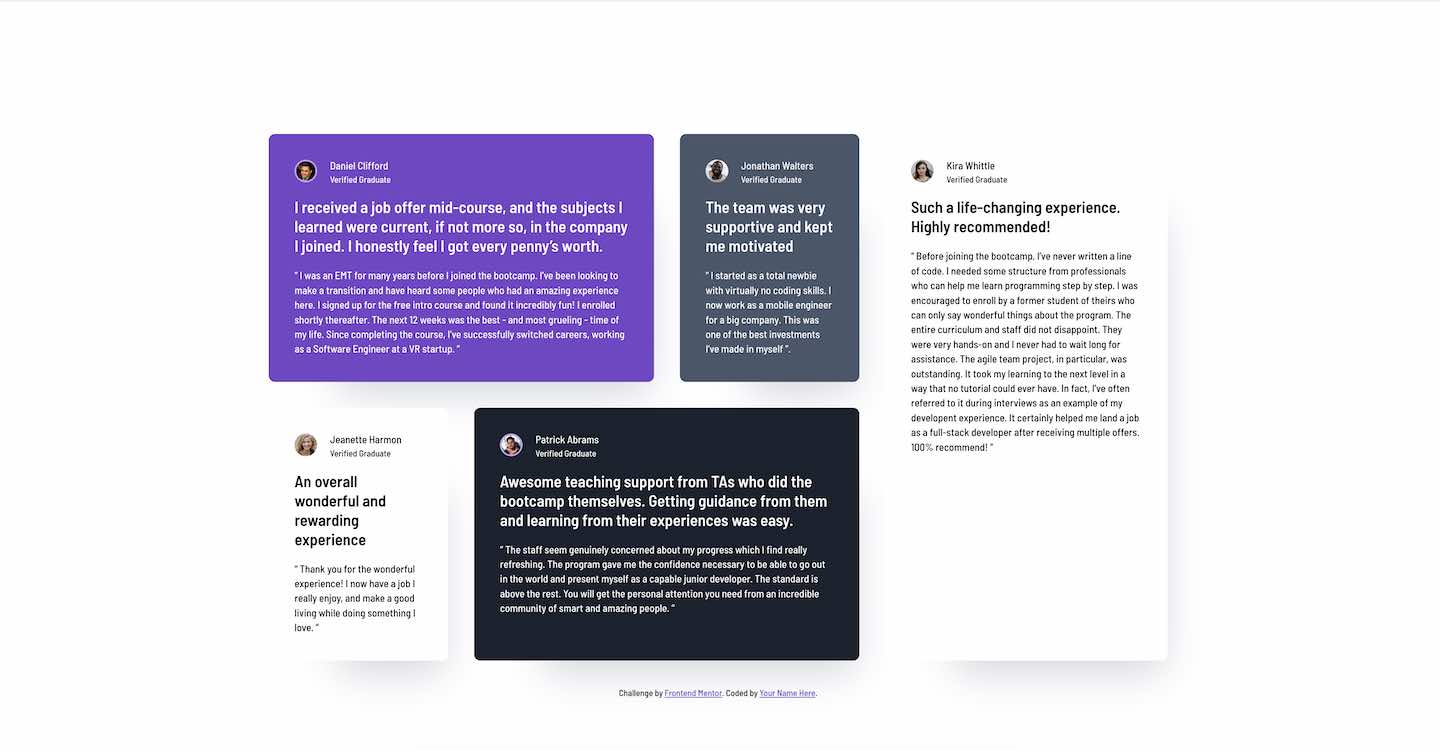 Daniel Clifford
Verified Graduate
I received a job offer mid-course, and the subjects I
learned were current, if not more so, in the company
I joined. I honestly feel I got every penny’s worth.
“ I was an EMT for many years before I joined the bootcamp. I’ve been looking to
make a transition and have heard some people who had an amazing experience
here. I signed up for the free intro course and found it incredibly fun! I enrolled
shortly thereafter. The next 12 weeks was the best - and most grueling - time of
my life. Since completing the course, I’ve successfully switched careers, working
as a Software Engineer at a VR startup. ”
Jonathan Walters
Verified Graduate
The team was very
supportive and kept
me motivated
“ I started as a total newbie
with virtually no coding skills. I
now work as a mobile engineer
for a big company. This was
one of the best investments
I’ve made in myself ”.
Kira Whittle
Verified Graduate
Such a life-changing experience.
Highly recommended!
“ Before joining the bootcamp, I’ve never written a line
of code. I needed some structure from professionals
who can help me learn programming step by step. I was
encouraged to enroll by a former student of theirs who
can only say wonderful things about the program. The
entire curriculum and staff did not disappoint. They
were very hands-on and I never had to wait long for
assistance. The agile team project, in particular, was
outstanding. It took my learning to the next level in a
way that no tutorial could ever have. In fact, I’ve often
referred to it during interviews as an example of my
developent experience. It certainly helped me land a job
as a full-stack developer after receiving multiple offers.
100% recommend! ”
Jeanette Harmon
Verified Graduate
An overall
wonderful and
rewarding
experience
“ Thank you for the wonderful
experience! I now have a job I
really enjoy, and make a good
living while doing something I
love. ”
Patrick Abrams
Verified Graduate
Awesome teaching support from TAs who did the
bootcamp themselves. Getting guidance from them
and learning from their experiences was easy.
“ The staff seem genuinely concerned about my progress which I find really
refreshing. The program gave me the confidence necessary to be able to go out
in the world and present myself as a capable junior developer. The standard is
above the rest. You will get the personal attention you need from an incredible
community of smart and amazing people. ”
Challenge by Frontend Mentor. Coded by Your Name Here.